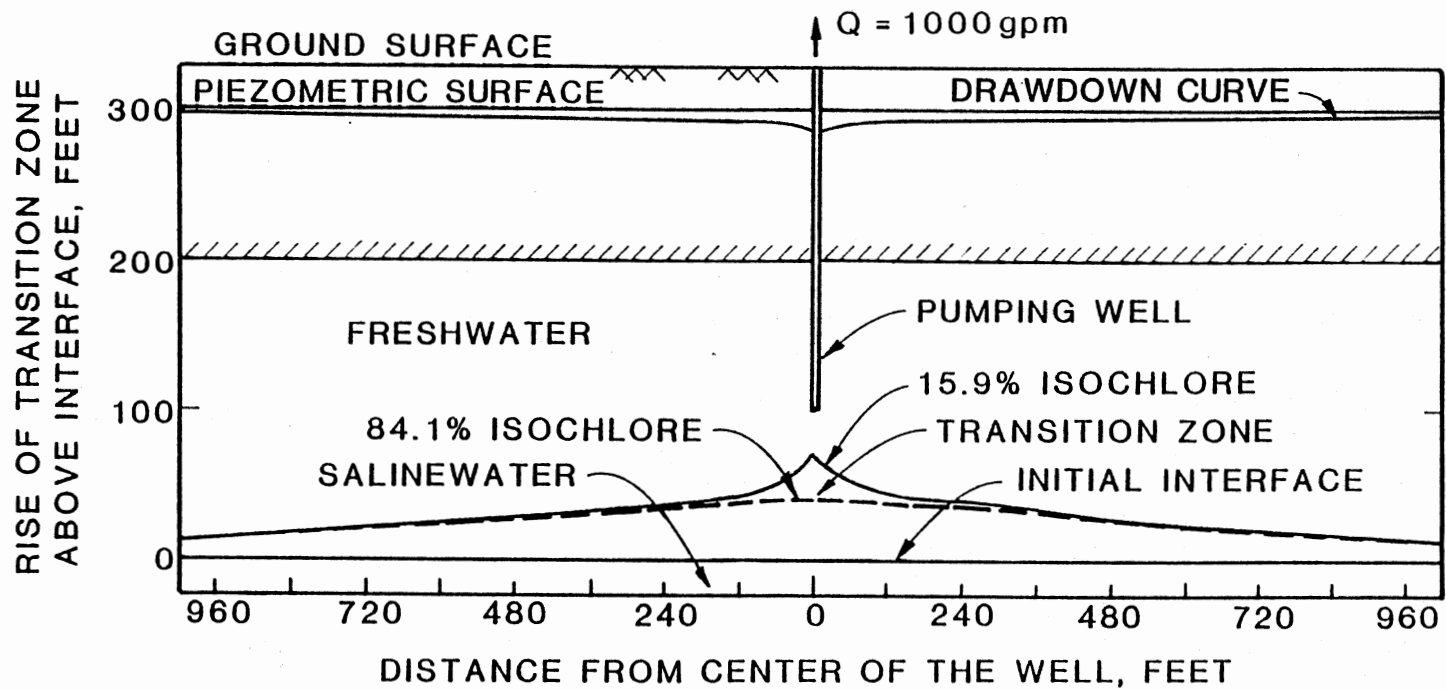 Q = 1000 gpm
GROUND SURFACE
PIEZOMETRIC SURFACE
DRAWDOWN CURVE
RISE OF TRANSITION ZONE
ABOVE INTERFACE, FEET
300
200
PUMPING WELL
FRESHWATER
15.9% ISOCHLORE
100
84.1% ISOCHLORE
TRANSITION ZONE
SALINEWATER
INITIAL INTERFACE
0
960 720 480 240 0 240 480 720 960
DISTANCE FROM CENTER OF THE WELL, FEET